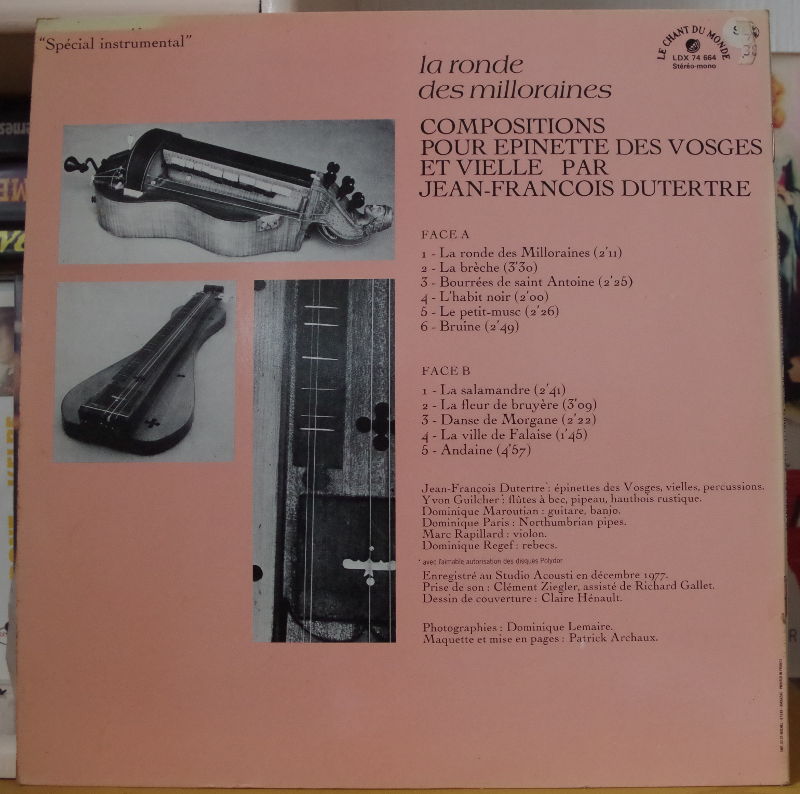 "Spécial instrumental"
LE CHANT DU MONDE
LDX 74 664
Stéréo-mono
la ronde
des milloraines
COMPOSITIONS
POUR EPINETTE DES VOSGES
ET VIELLE PAR
JEAN-FRANCOIS DUTERTRE
FACE A
1 - La ronde des Milloraines (2'11)
2 - La brèche (3'30)
3 - Bourrées de saint Antoine (2'25)
4 - L'habit noir (2'00)
5 - Le petit-musc (2'26)
6 - Bruine (2'49)
FACE B
1 - La salamandre (2'41)
2 - La fleur de bruyère (3'09)
3 - Danse de Morgane (2'22)
4 - La ville de Falaise (1'45)
5 - Andaine (4'57)
Jean-François Dutertre* : épinettes des Vosges, vielles, percussions.
Yvon Guilcher : flûtes à bec, pipeau, hautbois rustique.
Dominique Maroutian : guitare, banjo.
Dominique Paris : Northumbrian pipes.
Marc Rapillard : violon.
Dominique Regef : rebecs.
* avec l'aimable autorisation des disques Polydor
Enregistré au Studio Acousti en décembre 1977.
Prise de son : Clément Ziegler, assisté de Richard Gallet.
Dessin de couverture : Claire Hénault.
Photographies : Dominique Lemaire.
Maquette et mise en pages : Patrick Archaux.